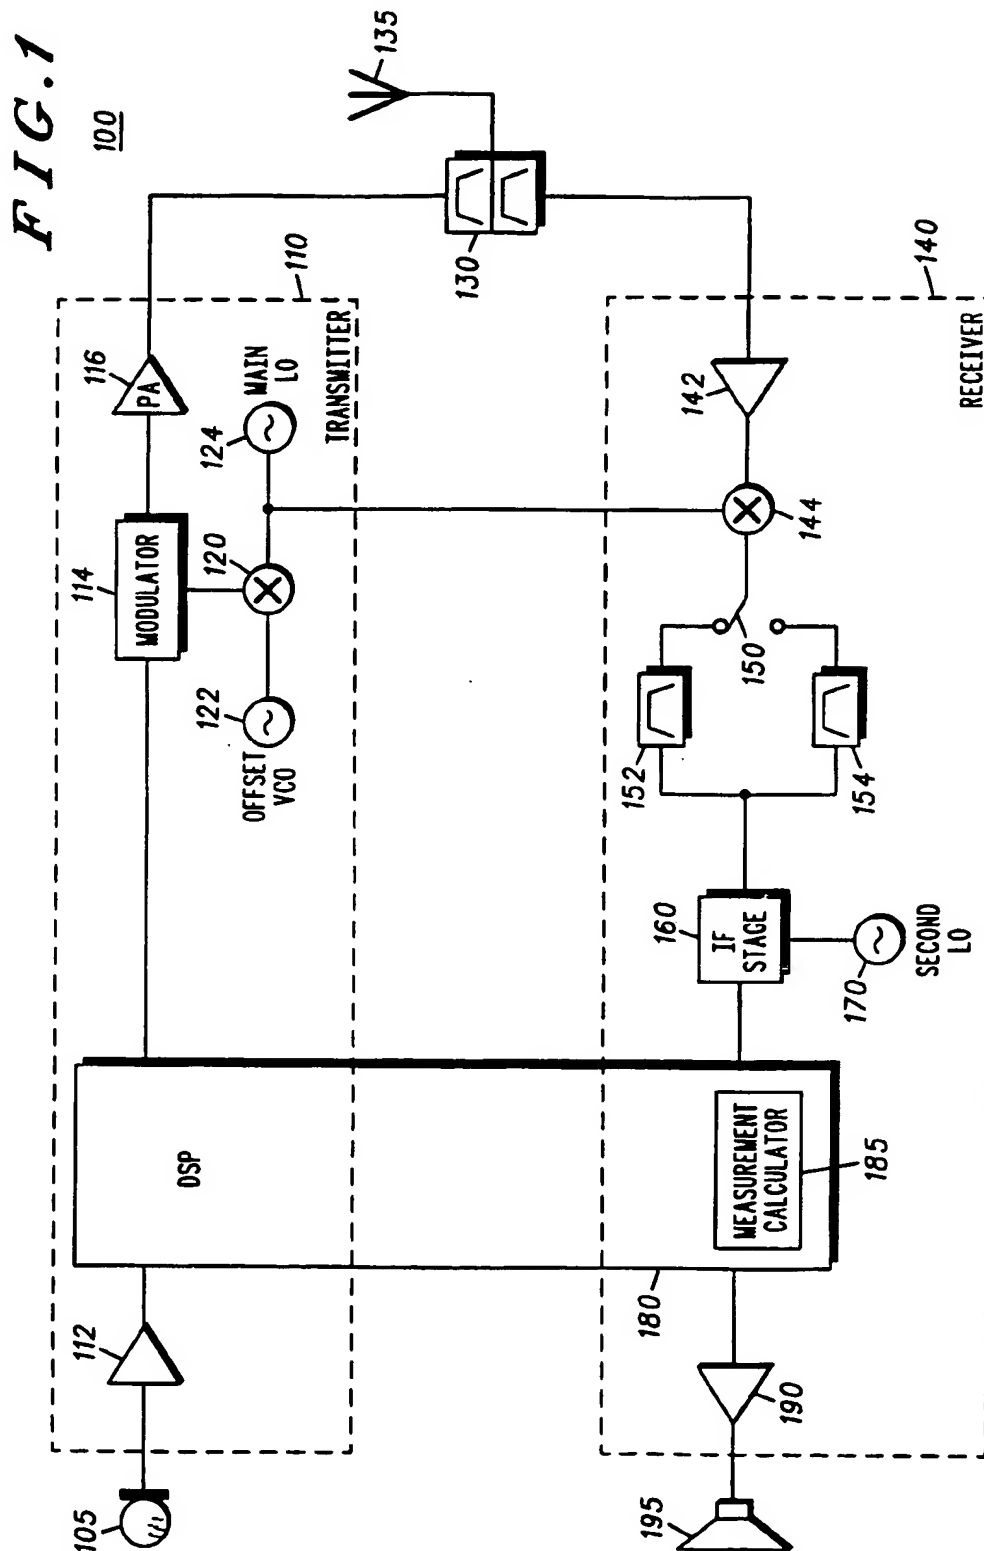 FIG.1
100
135
130
110
TRANSMITTER
116
PA
MAIN
LO
124
114
MODULATOR
120
122
OFFSET
VCO
112
105
DSP
180
MEASUREMENT
CALCULATOR
185
140
RECEIVER
142
144
150
152
154
160
IF
STAGE
170
SECOND
LO
190
195